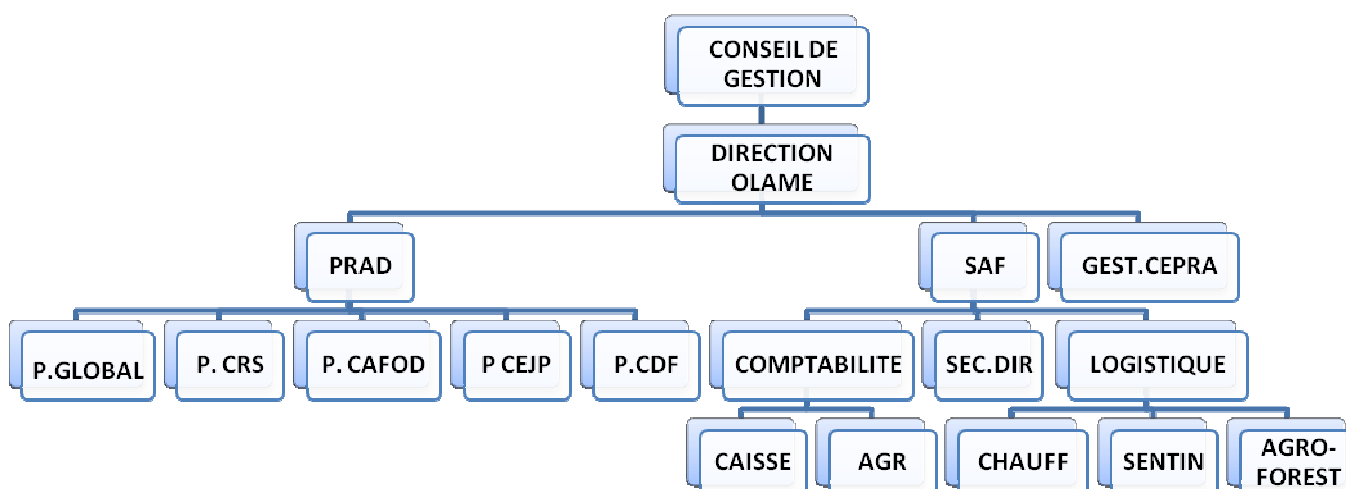 CONSEIL DE
GESTION
DIRECTION
OLAME
PRAD
SAF
GEST.CEPRA
P.GLOBAL
P. CRS
P. CAFOD
P CEJP
P.CDF
COMPTABILITE
SEC.DIR
LOGISTIQUE
CAISSE
AGR
CHAUFF
SENTIN
AGRO-
FOREST